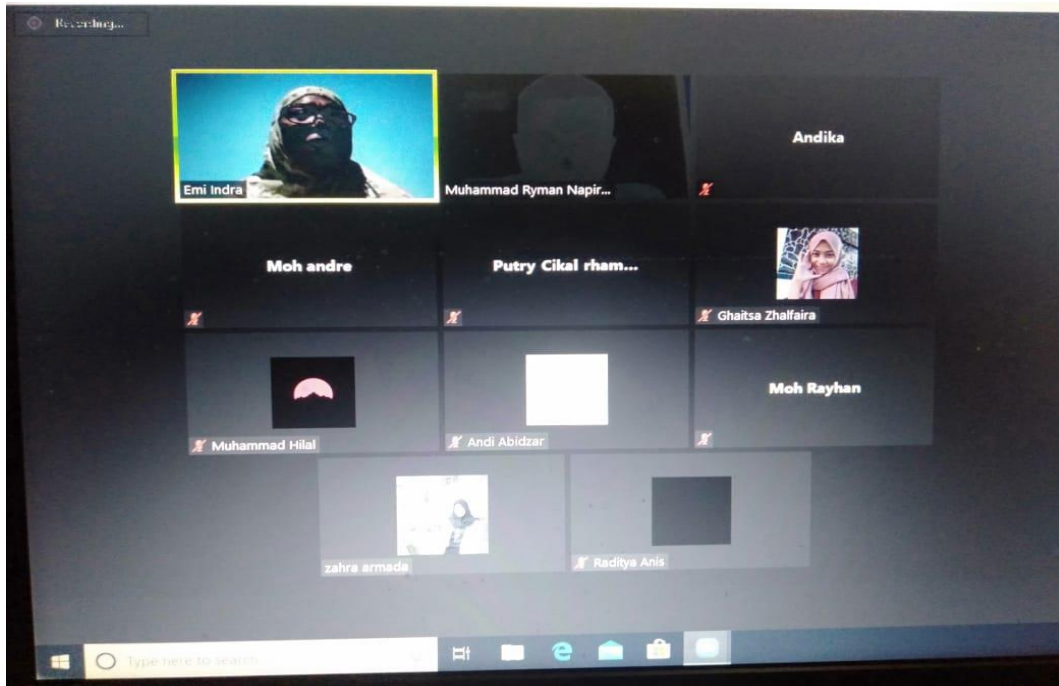 Recording...
Emi Indra
Muhammad Ryman Napir...
Andika
Moh andre
Putry Cikal rham...
Ghaitsa Zhalfaira
Muhammad Hilal
Andi Abidzar
Moh Rayhan
zahra armada
Raditya Anis
Type here to search